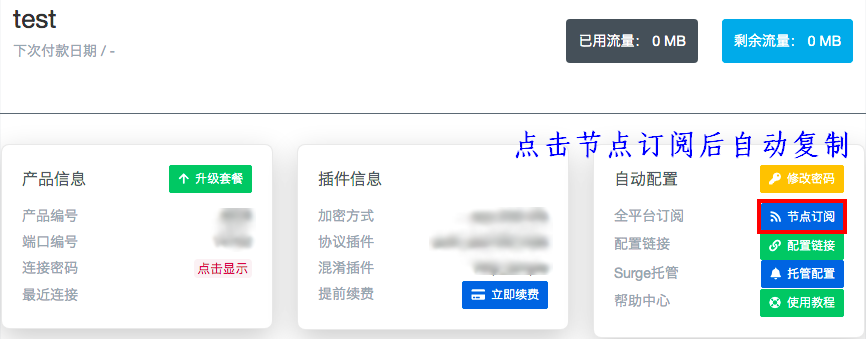 test
下次付款日期 / -
已用流量： 0 MB
剩余流量： 0 MB
点击节点订阅后自动复制
产品信息
升级套餐
产品编号
端口编号
连接密码
点击显示
最近连接
插件信息
加密方式
协议插件
混淆插件
提前续费
立即续费
自动配置
修改密码
全平台订阅
节点订阅
配置链接
配置链接
Surge托管
托管配置
帮助中心
使用教程